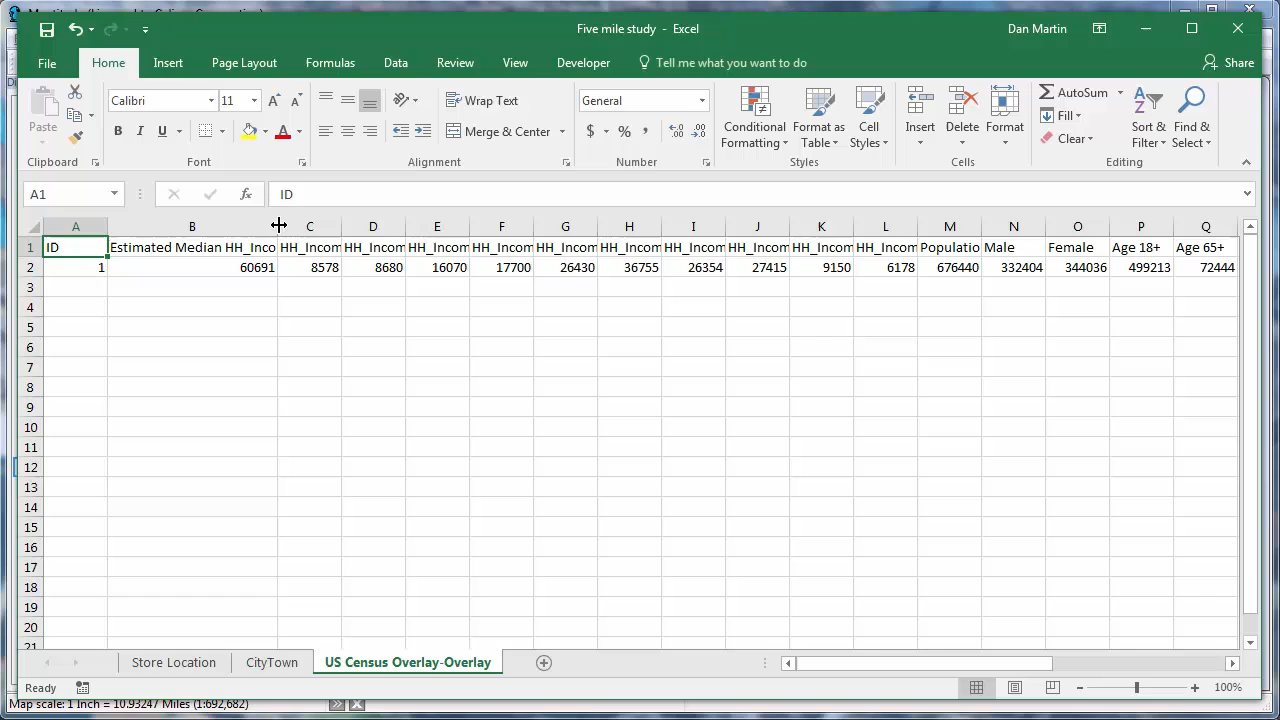 Five mile study - Excel
Dan Martin
File Home Insert Page Layout Formulas Data Review View Developer Tell me what you want to do Share
Paste
Clipboard
Calibri 11
B I U
Font
Wrap Text
Merge & Center
Alignment
General
$ % ,
Number
Conditional Formatting
Format as Table
Cell Styles
Styles
Insert
Delete
Format
Cells
AutoSum
Fill
Clear
Sort & Filter
Find & Select
Editing
A1 fx ID
A B C D E F G H I J K L M N O P Q
1 ID Estimated Median HH_Inco HH_Incom HH_Incom HH_Incom HH_Incom HH_Incom HH_Incom HH_Incom HH_Incom HH_Incom HH_Incom Populatio Male Female Age 18+ Age 65+
2 1 60691 8578 8680 16070 17700 26430 36755 26354 27415 9150 6178 676440 332404 344036 499213 72444
3
4
5
6
7
8
9
10
11
12
13
14
15
16
17
18
19
20
21
Store Location CityTown US Census Overlay-Overlay
Ready
100%
Map scale: 1 Inch = 10.93247 Miles (1:692,682)